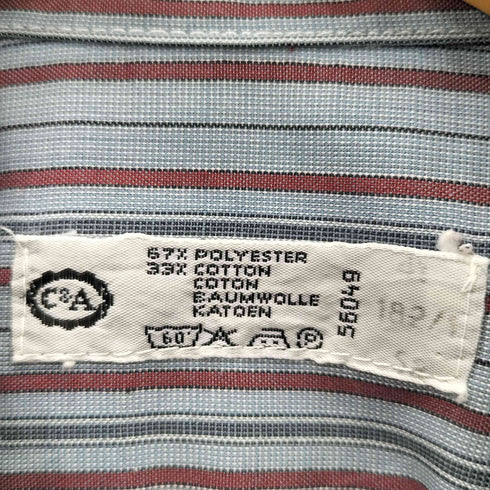 C&A
67% POLYESTER
33% COTTON
COTON
BAUMWOLLE
KATOEN
60 P
56049